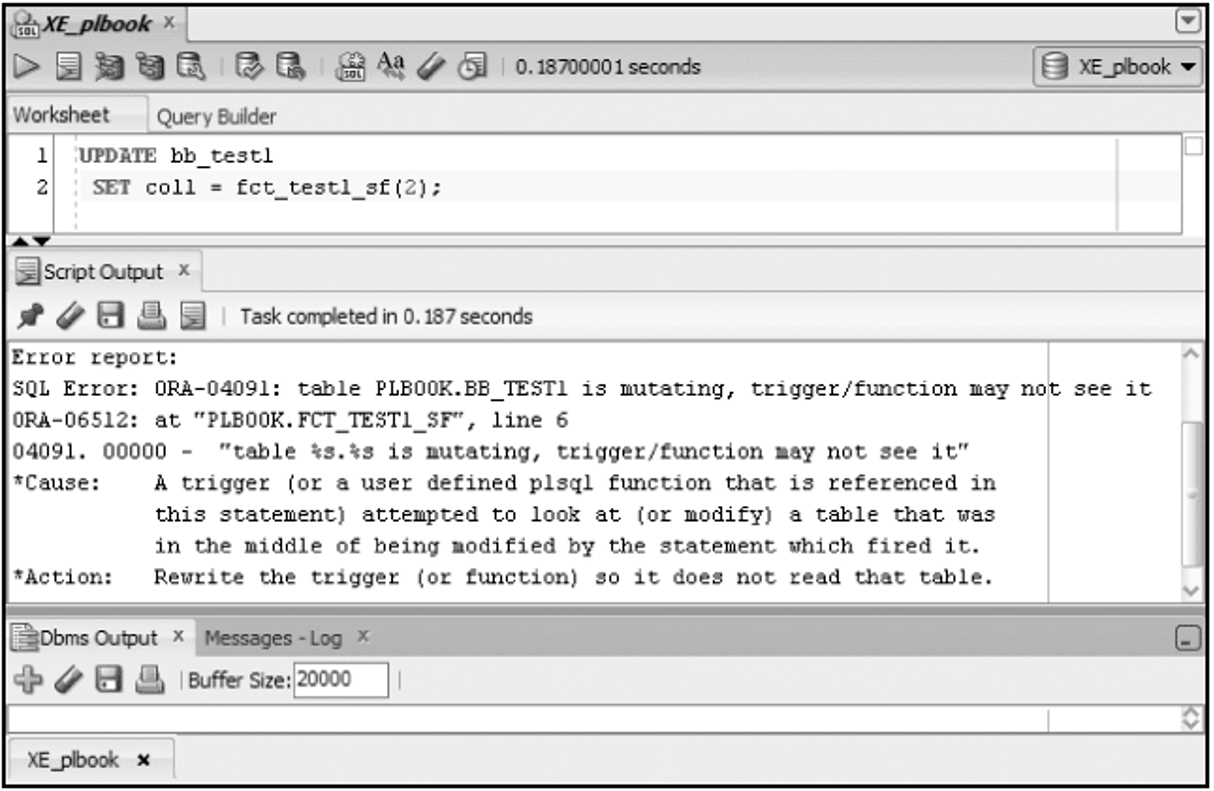 XE_plbook x
0.18700001 seconds
XE_plbook
Worksheet Query Builder
1 UPDATE bb_test1
2 SET col1 = fct_test1_sf(2);
Script Output x
Task completed in 0.187 seconds
Error report:
SQL Error: ORA-04091: table PLBOOK.BB_TEST1 is mutating, trigger/function may not see it
ORA-06512: at "PLBOOK.FCT_TEST1_SF", line 6
04091. 00000 - "table %s.%s is mutating, trigger/function may not see it"
*Cause: A trigger (or a user defined plsql function that is referenced in
this statement) attempted to look at (or modify) a table that was
in the middle of being modified by the statement which fired it.
*Action: Rewrite the trigger (or function) so it does not read that table.
Dbms Output x Messages - Log x
Buffer Size: 20000
XE_plbook x